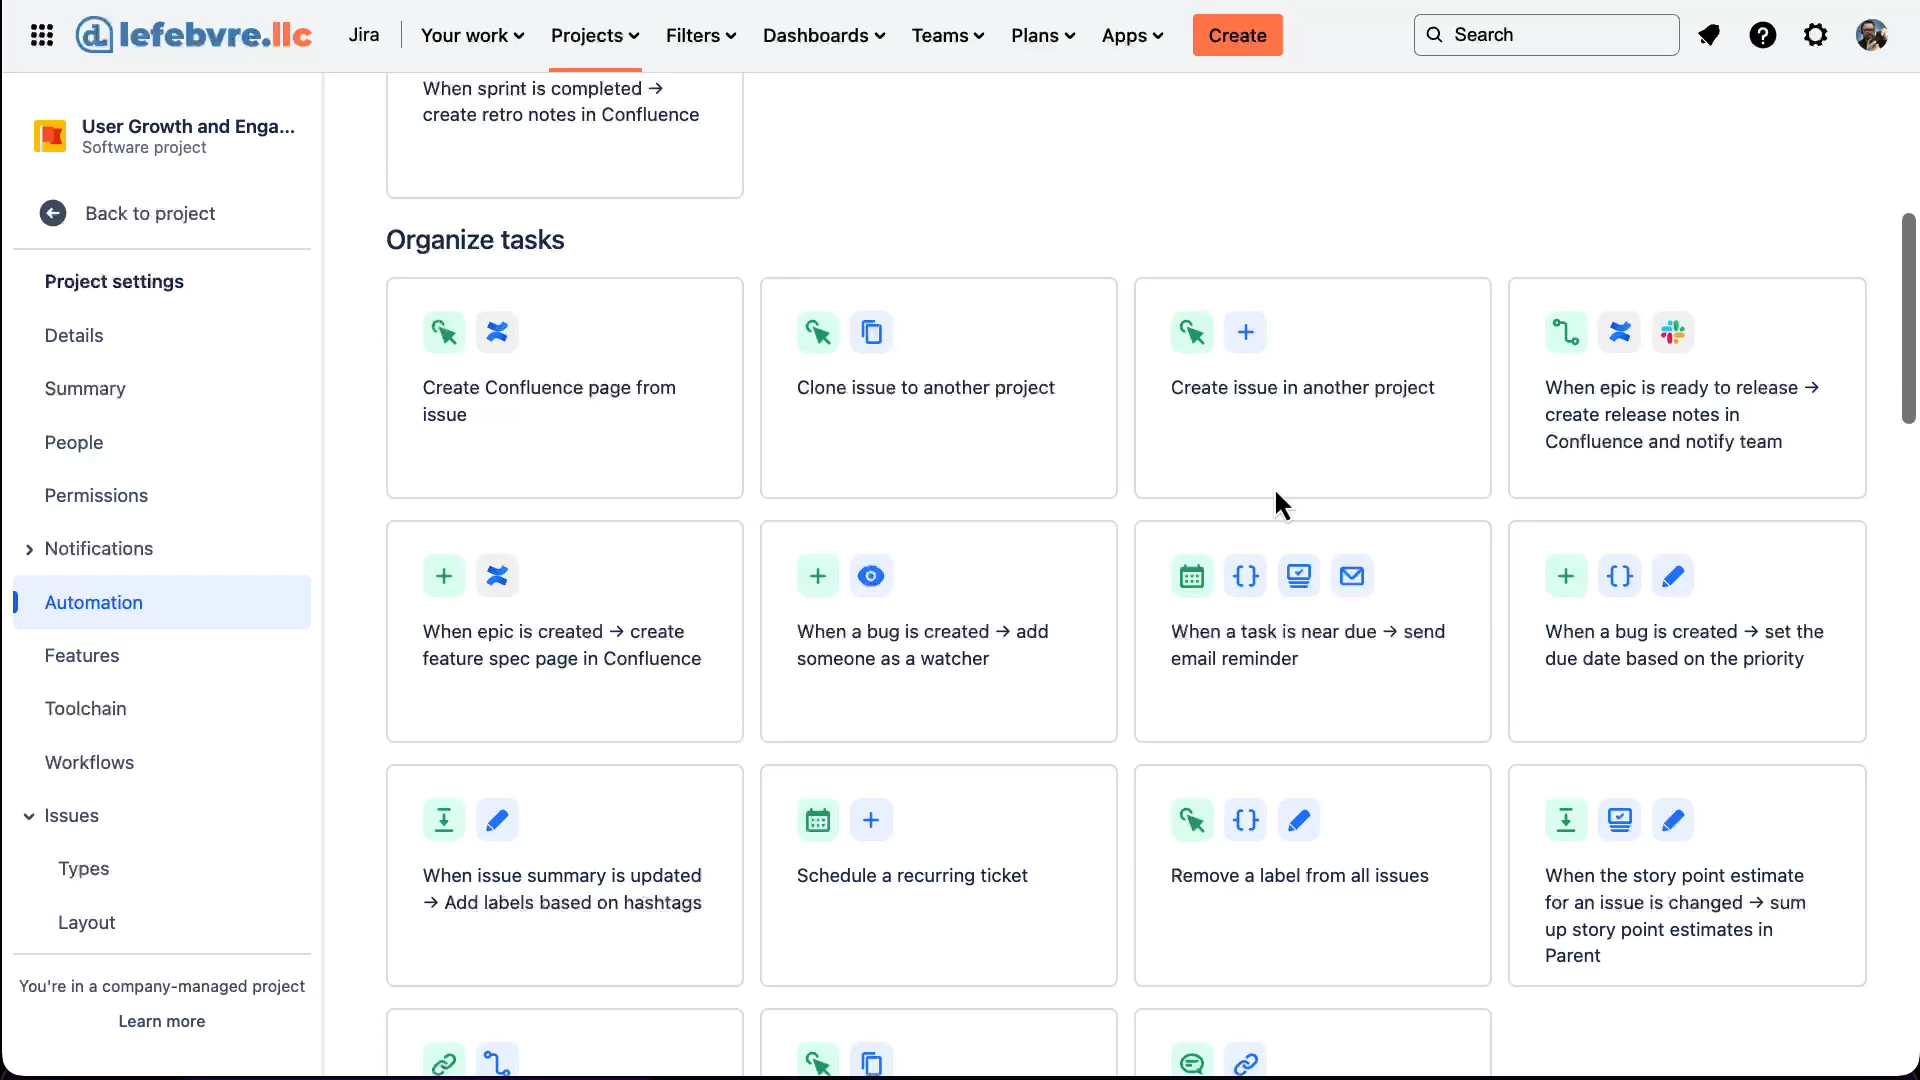 lefebvre.llc
Jira
Your work
Projects
Filters
Dashboards
Teams
Plans
Apps
Create
Search
User Growth and Enga...
Software project
Back to project
Project settings
Details
Summary
People
Permissions
Notifications
Automation
Features
Toolchain
Workflows
Issues
Types
Layout
You're in a company-managed project
Learn more
When sprint is completed →
create retro notes in Confluence
Organize tasks
Create Confluence page from
issue
Clone issue to another project
Create issue in another project
When epic is ready to release →
create release notes in
Confluence and notify team
When epic is created → create
feature spec page in Confluence
When a bug is created → add
someone as a watcher
When a task is near due → send
email reminder
When a bug is created → set the
due date based on the priority
When issue summary is updated
→ Add labels based on hashtags
Schedule a recurring ticket
Remove a label from all issues
When the story point estimate
for an issue is changed → sum
up story point estimates in
Parent